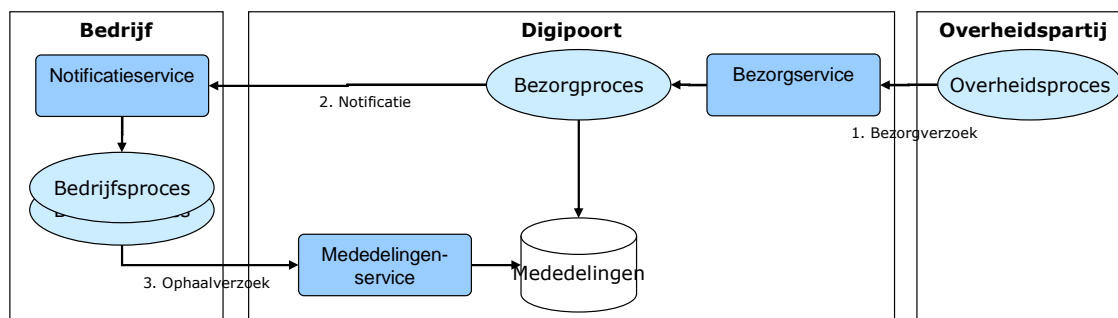 Bedrijf
Digipoort
Overheidspartij
Notificatieservice
Bezorgproces
Bezorgservice
Overheidsproces
2. Notificatie
1. Bezorgverzoek
Bedrijfsproces
Mededelingen-
service
Mededelingen
3. Ophaalverzoek